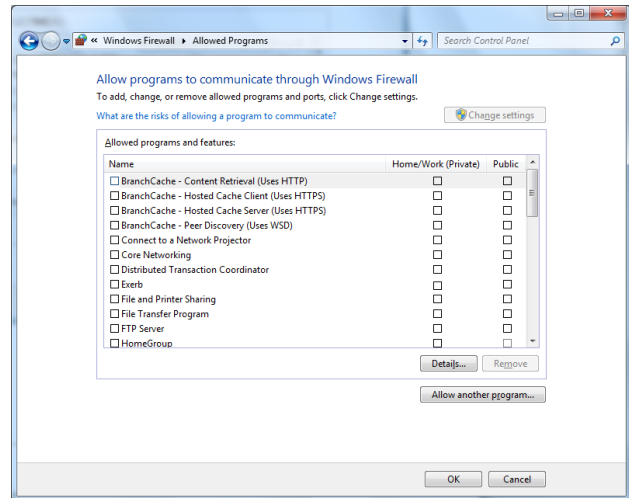 « Windows Firewall ▸ Allowed Programs
Search Control Panel
Allow programs to communicate through Windows Firewall
To add, change, or remove allowed programs and ports, click Change settings.
What are the risks of allowing a program to communicate?
Change settings
Allowed programs and features:
Name Home/Work (Private) Public
BranchCache - Content Retrieval (Uses HTTP)
BranchCache - Hosted Cache Client (Uses HTTPS)
BranchCache - Hosted Cache Server (Uses HTTPS)
BranchCache - Peer Discovery (Uses WSD)
Connect to a Network Projector
Core Networking
Distributed Transaction Coordinator
Exerb
File and Printer Sharing
File Transfer Program
FTP Server
HomeGroup
Details... Remove
Allow another program...
OK Cancel